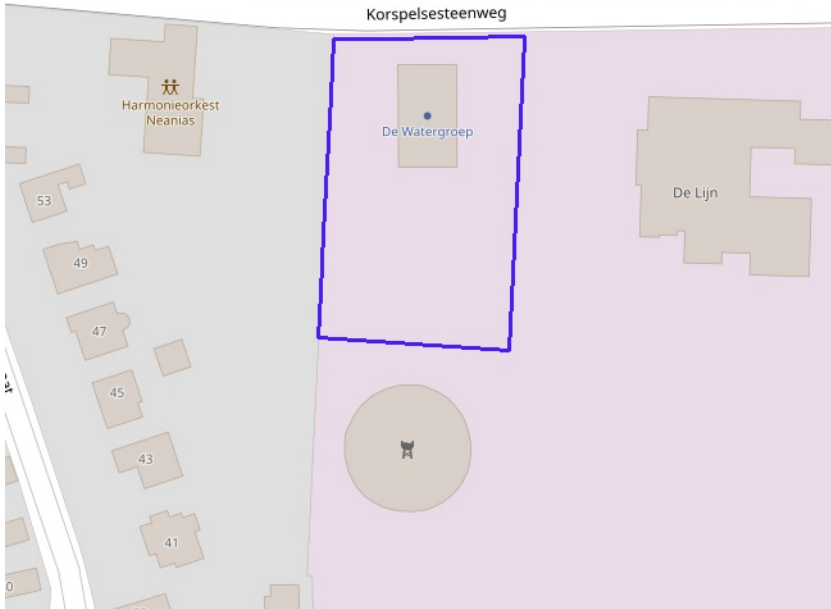 Korspelsesteenweg
Harmonieorkest
Neanias
De Watergroep
De Lijn
53
49
47
45
43
41